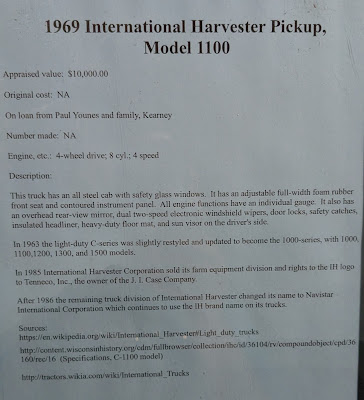 1969 International Harvester Pickup,
Model 1100
Appraised value: $10,000.00
Original cost: NA
On loan from Paul Younes and family, Kearney
Number made: NA
Engine, etc.: 4-wheel drive; 8 cyl.; 4 speed
Description:
This truck has an all steel cab with safety glass windows. It has an adjustable full-width foam rubber
front seat and contoured instrument panel. All engine functions have an individual gauge. It also has
an overhead rear-view mirror, dual two-speed electronic windshield wipers, door locks, safety catches,
insulated headliner, heavy-duty floor mat, and sun visor on the driver's side.
In 1963 the light-duty C-series was slightly restyled and updated to become the 1000-series, with 1000,
1100,1200, 1300, and 1500 models.
In 1985 International Harvester Corporation sold its farm equipment division and rights to the IH logo
to Tenneco, Inc., the owner of the J. I. Case Company.
After 1986 the remaining truck division of International Harvester changed its name to Navistar
International Corporation which continues to use the IH brand name on its trucks.
Sources:
https://en.wikipedia.org/wiki/International_Harvester#Light_duty_trucks
http://content.wisconsinhistory.org/cdm/fullbrowser/collection/ihc/id/36104/rv/compoundobject/cpd/36
160/rec/16 (Specifications, C-1100 model)
http://tractors.wikia.com/wiki/International_Trucks